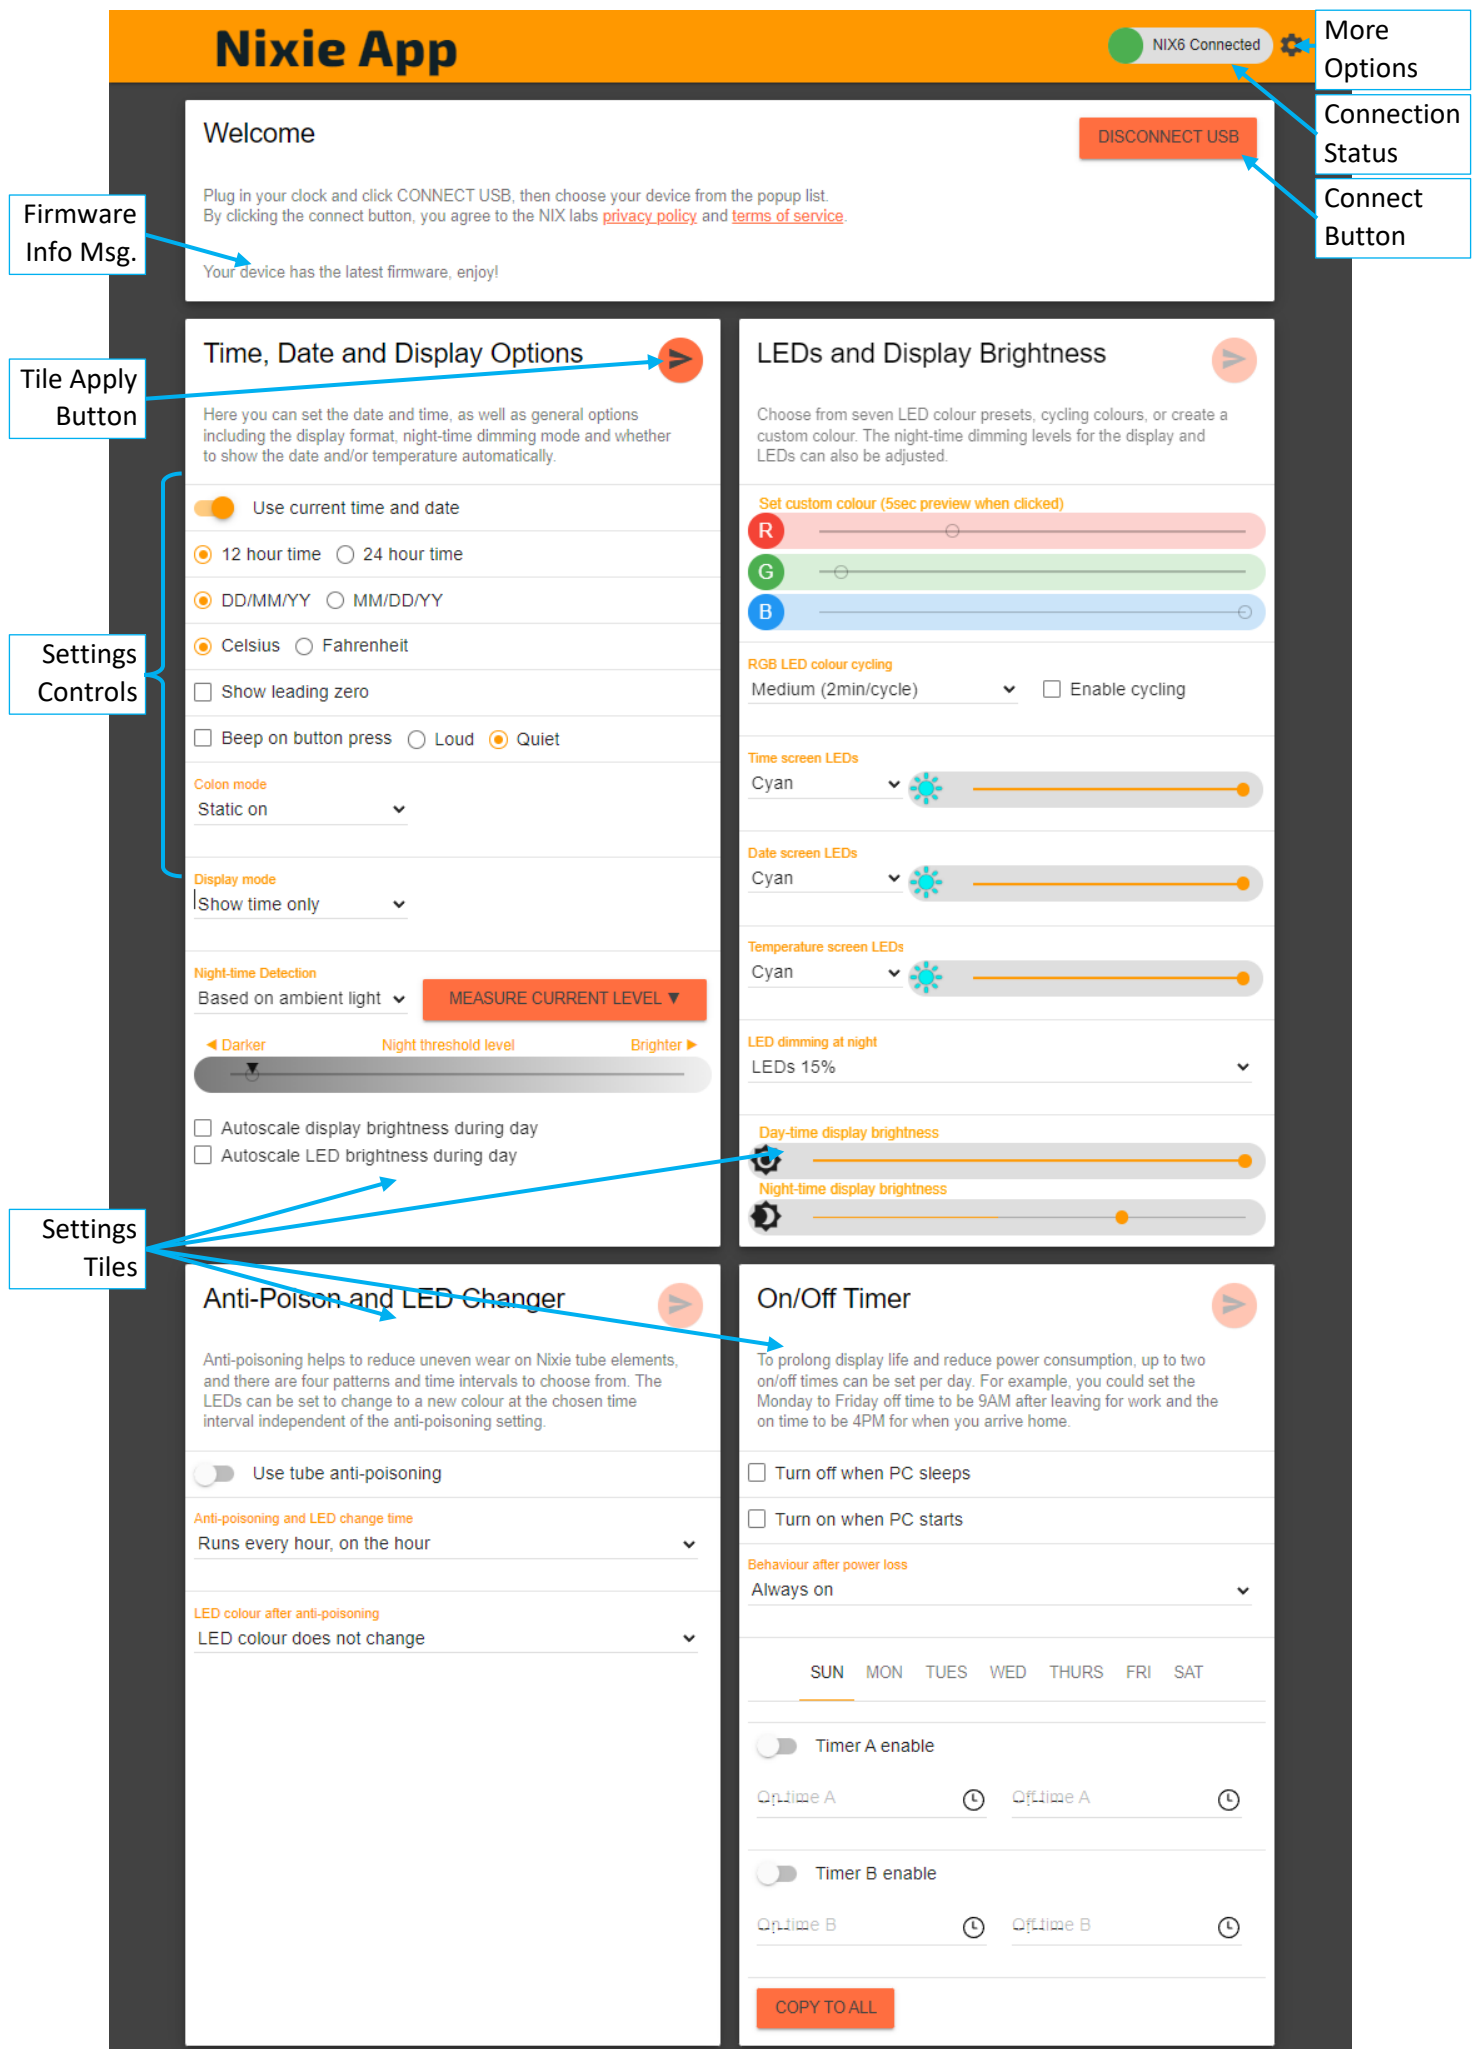 Nixie App
NIX6 Connected
More
Options
Connection
Status
Connect
Button
Welcome
DISCONNECT USB
Plug in your clock and click CONNECT USB, then choose your device from the popup list.
By clicking the connect button, you agree to the NIX labs privacy policy and terms of service.
Firmware
Info Msg.
Your device has the latest firmware, enjoy!
Time, Date and Display Options
Tile Apply
Button
Here you can set the date and time, as well as general options
including the display format, night-time dimming mode and whether
to show the date and/or temperature automatically.
Settings
Controls
Use current time and date
12 hour time 24 hour time
DD/MM/YY MM/DD/YY
Celsius Fahrenheit
Show leading zero
Beep on button press Loud Quiet
Colon mode
Static on
Display mode
Show time only
Night-time Detection
Based on ambient light MEASURE CURRENT LEVEL ▼
◀ Darker Night threshold level Brighter ▶
Autoscale display brightness during day
Autoscale LED brightness during day
Settings
Tiles
LEDs and Display Brightness
Choose from seven LED colour presets, cycling colours, or create a
custom colour. The night-time dimming levels for the display and
LEDs can also be adjusted.
Set custom colour (5sec preview when clicked)
R
G
B
RGB LED colour cycling
Medium (2min/cycle) Enable cycling
Time screen LEDs
Cyan
Date screen LEDs
Cyan
Temperature screen LEDs
Cyan
LED dimming at night
LEDs 15%
Day-time display brightness
Night-time display brightness
Anti-Poison and LED Changer
Anti-poisoning helps to reduce uneven wear on Nixie tube elements,
and there are four patterns and time intervals to choose from. The
LEDs can be set to change to a new colour at the chosen time
interval independent of the anti-poisoning setting.
Use tube anti-poisoning
Anti-poisoning and LED change time
Runs every hour, on the hour
LED colour after anti-poisoning
LED colour does not change
On/Off Timer
To prolong display life and reduce power consumption, up to two
on/off times can be set per day. For example, you could set the
Monday to Friday off time to be 9AM after leaving for work and the
on time to be 4PM for when you arrive home.
Turn off when PC sleeps
Turn on when PC starts
Behaviour after power loss
Always on
SUN MON TUES WED THURS FRI SAT
Timer A enable
On time A Off time A
Timer B enable
On time B Off time B
COPY TO ALL